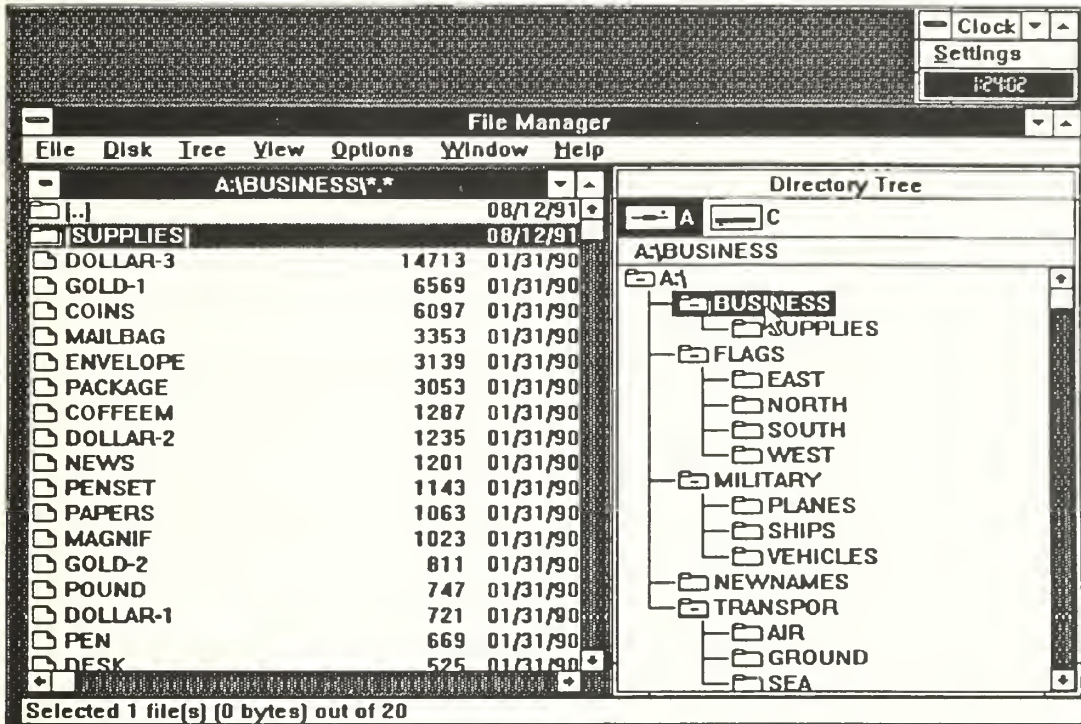 Clock
Settings
1:24:02
File Manager
File Disk Tree View Options Window Help
A:\BUSINESS\*.*
[..] 08/12/91
[SUPPLIES] 08/12/91
DOLLAR-3 14713 01/31/90
GOLD-1 6569 01/31/90
COINS 6097 01/31/90
MAILBAG 3353 01/31/90
ENVELOPE 3139 01/31/90
PACKAGE 3053 01/31/90
COFFEEM 1287 01/31/90
DOLLAR-2 1235 01/31/90
NEWS 1201 01/31/90
PENSET 1143 01/31/90
PAPERS 1063 01/31/90
MAGNIF 1023 01/31/90
GOLD-2 811 01/31/90
POUND 747 01/31/90
DOLLAR-1 721 01/31/90
PEN 669 01/31/90
DESK 525 01/31/90
Directory Tree
A C
A:\BUSINESS
A:\
BUSINESS
SUPPLIES
FLAGS
EAST
NORTH
SOUTH
WEST
MILITARY
PLANES
SHIPS
VEHICLES
NEWNAMES
TRANSPOR
AIR
GROUND
SEA
Selected 1 file(s) (0 bytes) out of 20